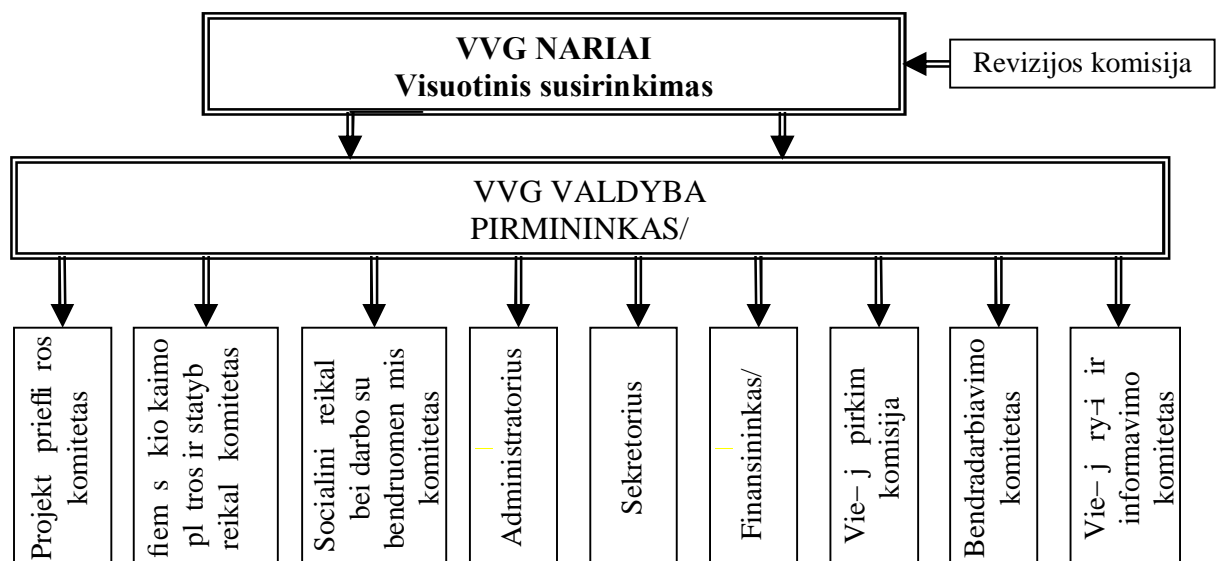 VVG NARIAI
Visuotinis susirinkimas
Revizijos komisija
VVG VALDYBA
PIRMININKAS/
Projekt priefi ros
komitetas
fiem s kio kaimo
pl tros ir statyb
reikal komitetas
Socialini reikal
bei darbo su
bendruomen mis
komitetas
Administratorius
Sekretorius
Finansininkas/
Vie– j pirkim
komisija
Bendradarbiavimo
komitetas
Vie– j ry–i ir
informavimo
komitetas